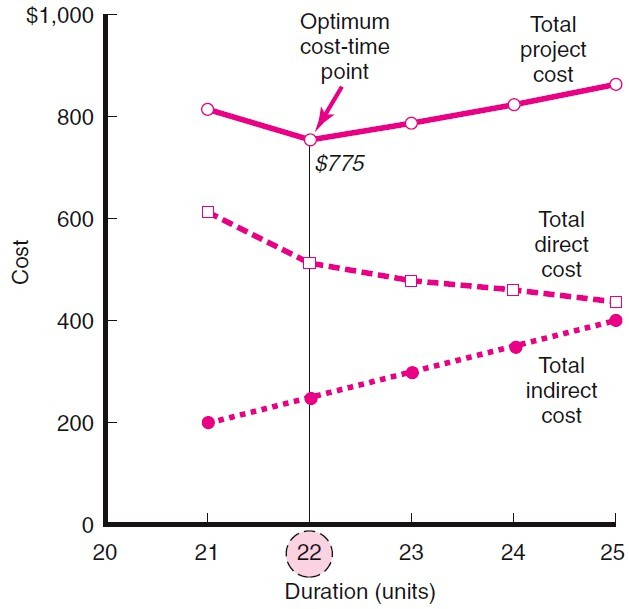 $1,000
800
600
400
200
0
Cost
Optimum
cost-time
point
Total
project
cost
$775
Total
direct
cost
Total
indirect
cost
20 21 22 23 24 25
Duration (units)